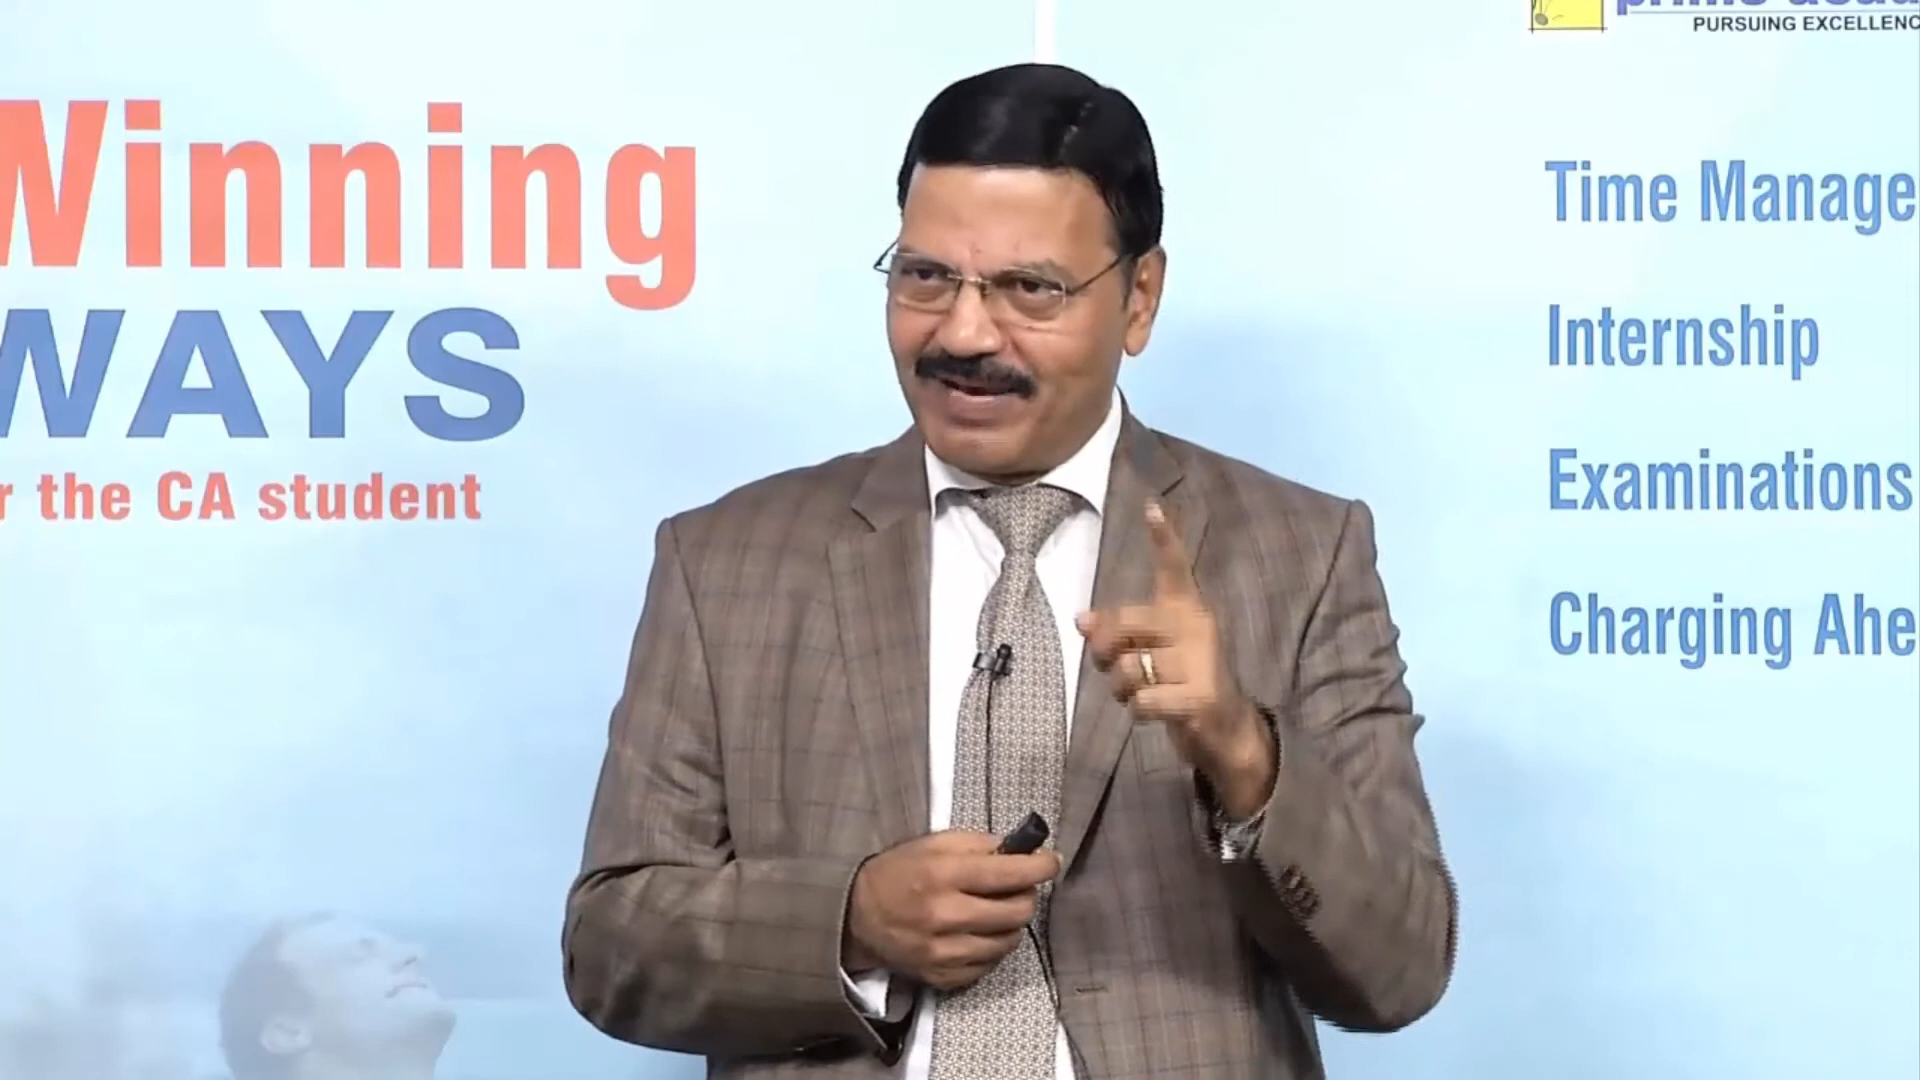 Winning
WAYS
r the CA student
PURSUING EXCELLENC
Time Manage
Internship
Examinations
Charging Ahe